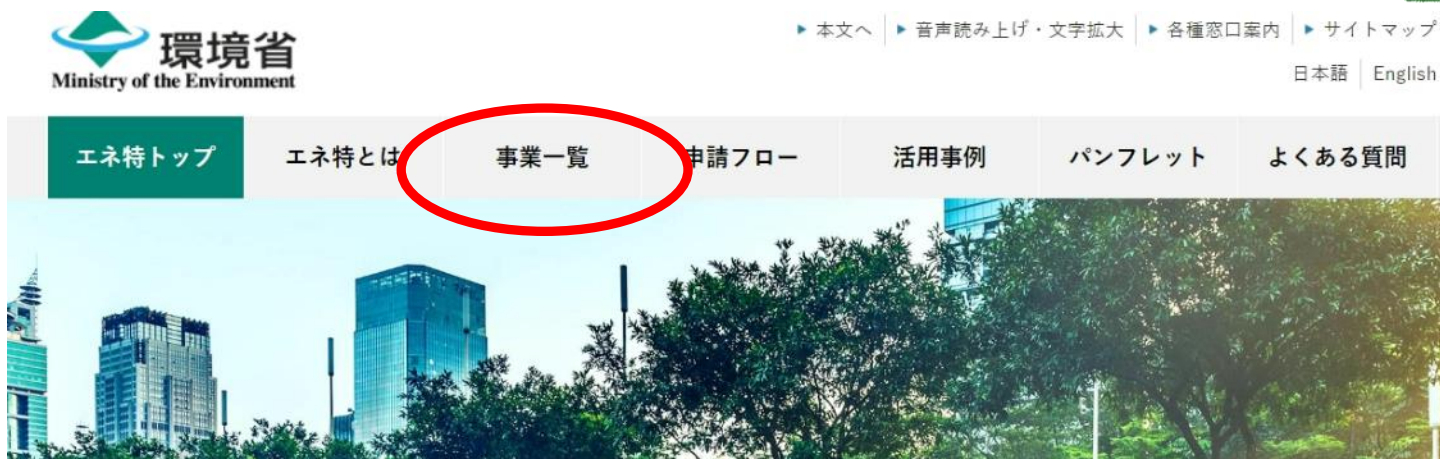 環境省
Ministry of the Environment
▶ 本文へ ▶ 音声読み上げ・文字拡大 ▶ 各種窓口案内 ▶ サイトマップ
日本語 English
エネ特トップ エネ特とは 事業一覧 申請フロー 活用事例 パンフレット よくある質問